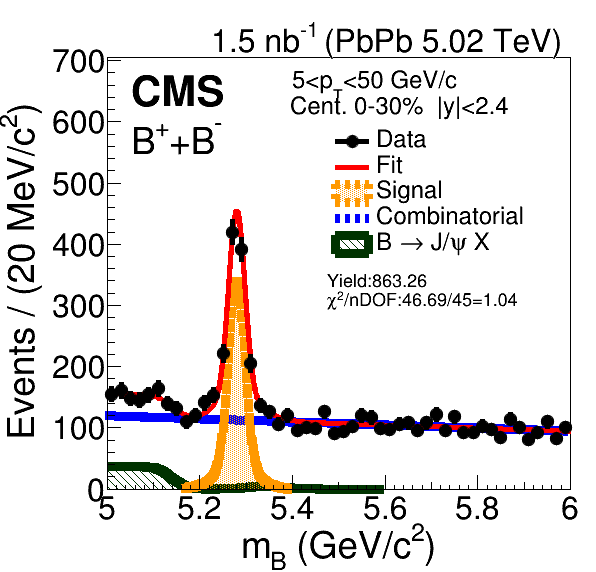 1.5 nb⁻¹ (PbPb 5.02 TeV)
CMS
B⁺+B⁻
5<p_T<50 GeV/c
Cent. 0-30% |y|<2.4
Data
Fit
Signal
Combinatorial
B → J/ψ X
Yield:863.26
χ²/nDOF:46.69/45=1.04
Events / (20 MeV/c²)
700
600
500
400
300
200
100
0
5 5.2 5.4 5.6 5.8 6
m_B (GeV/c²)